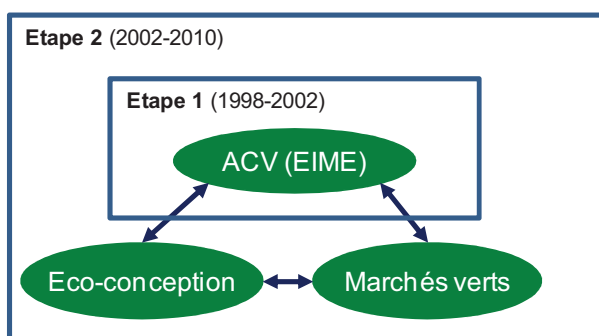 Etape 2 (2002-2010)
Etape 1 (1998-2002)
ACV (EIME)
Eco-conception
Marchés verts